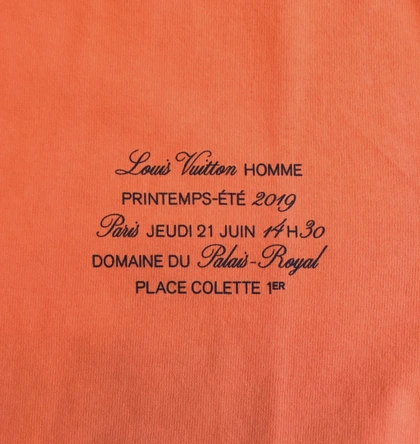 Louis Vuitton HOMME
PRINTEMPS-ÉTÉ 2019
Paris JEUDI 21 JUIN 14H30
DOMAINE DU Palais-Royal
PLACE COLETTE 1ER